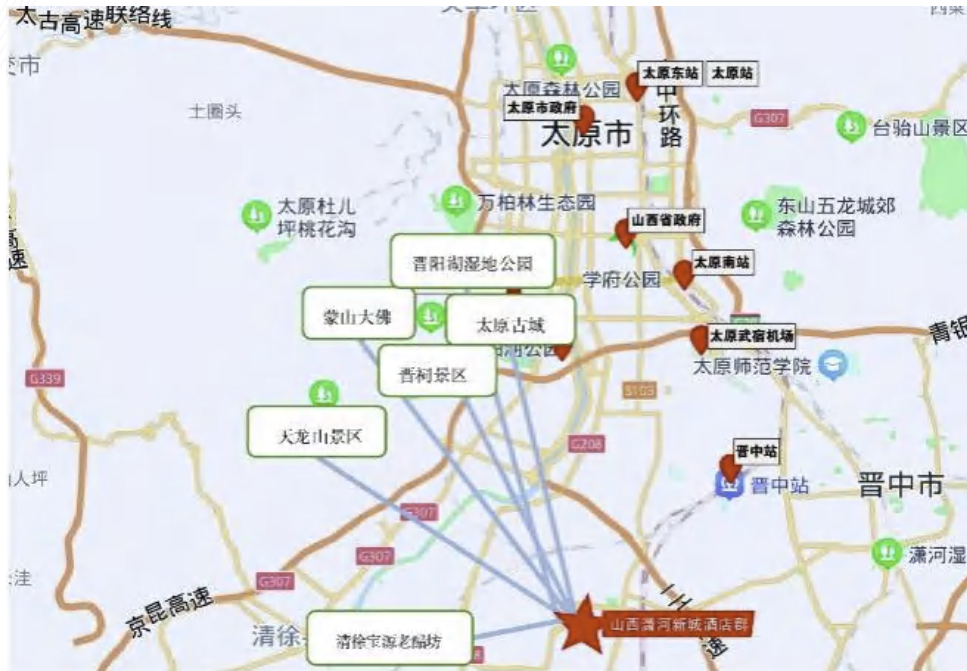 太古高速联络线
交市
土圈头
太原森林公园
太原东站
太原站
太原市政府
太原市
中环路
G307
台骀山景区
太原杜儿
坪桃花沟
万柏林生态园
山西省政府
东山五龙城郊
森林公园
晋阳湖湿地公园
学府公园
太原南站
蒙山大佛
太原古城
太原武宿机场
青银
晋祠景区
太原师范学院
G339
S103
天龙山景区
G208
晋中站
晋中站
晋中市
G307
G307
G307
潇河湿
京昆高速
清徐
清徐宝源老醋坊
山西潇河新城酒店群
速